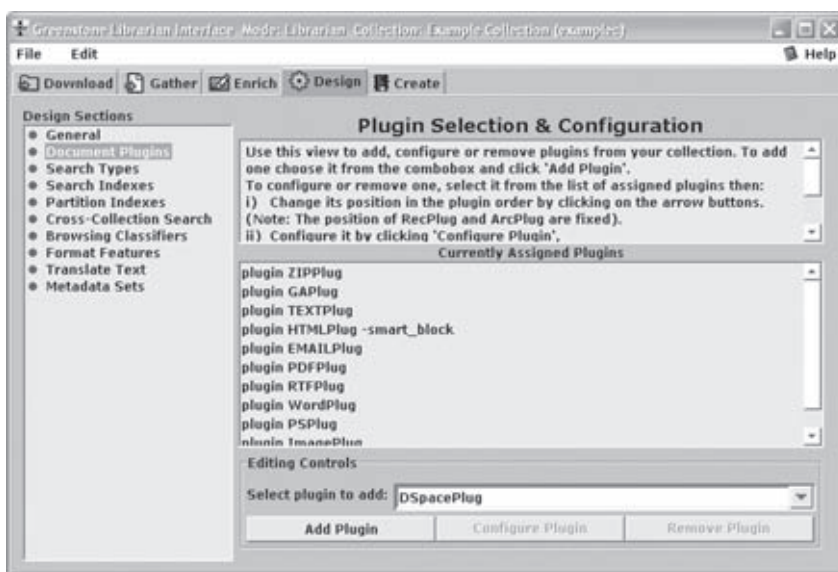 Greenstone Librarian Interface Mode: Librarian Collection: Example Collection (examplec)
File Edit Help
Download Gather Enrich Design Create
Design Sections
General
Document Plugins
Search Types
Search Indexes
Partition Indexes
Cross-Collection Search
Browsing Classifiers
Format Features
Translate Text
Metadata Sets
Plugin Selection & Configuration
Use this view to add, configure or remove plugins from your collection. To add
one choose it from the combobox and click 'Add Plugin'.
To configure or remove one, select it from the list of assigned plugins then:
i) Change its position in the plugin order by clicking on the arrow buttons.
(Note: The position of RecPlug and ArcPlug are fixed).
ii) Configure it by clicking 'Configure Plugin',
Currently Assigned Plugins
plugin ZIPPlug
plugin GAPlug
plugin TEXTPlug
plugin HTMLPlug -smart_block
plugin EMAILPlug
plugin PDFPlug
plugin RTFPlug
plugin WordPlug
plugin PSPlug
plugin ImagePlug
Editing Controls
Select plugin to add: DSpacePlug
Add Plugin Configure Plugin Remove Plugin